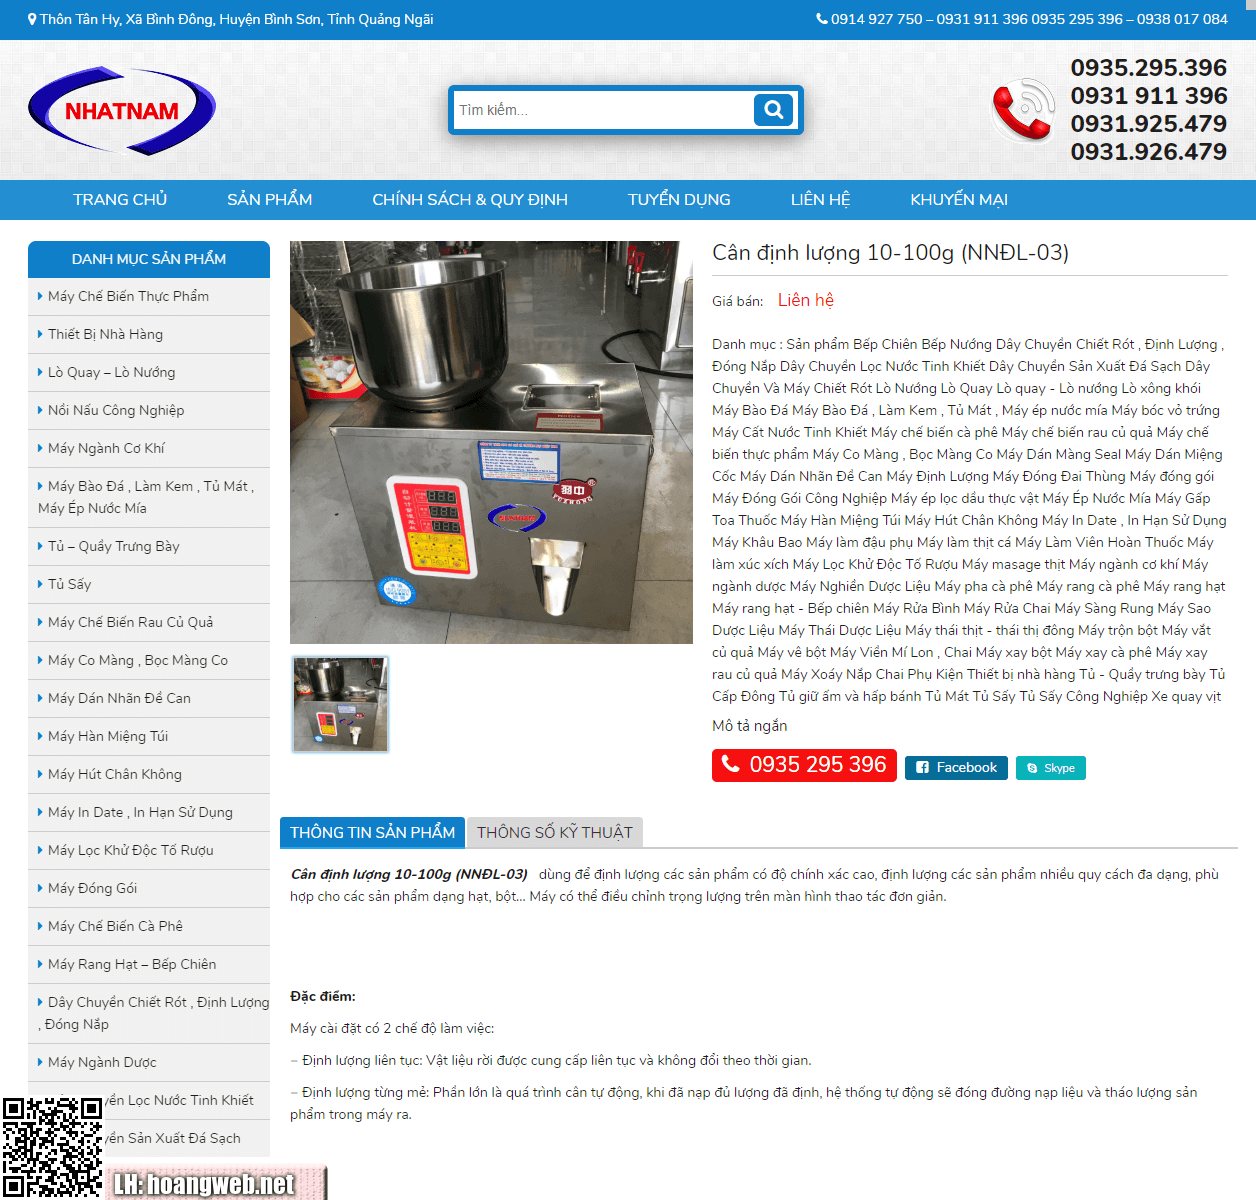 Thôn Tân Hy, Xã Bình Đông, Huyện Bình Sơn, Tỉnh Quảng Ngãi
0914 927 750 – 0931 911 396 0935 295 396 – 0938 017 084
NHATNAM
Tìm kiếm...
0935.295.396
0931 911 396
0931.925.479
0931.926.479
TRANG CHỦ
SẢN PHẨM
CHÍNH SÁCH & QUY ĐỊNH
TUYỂN DỤNG
LIÊN HỆ
KHUYẾN MẠI
DANH MỤC SẢN PHẨM
Máy Chế Biến Thực Phẩm
Thiết Bị Nhà Hàng
Lò Quay – Lò Nướng
Nồi Nấu Công Nghiệp
Máy Ngành Cơ Khí
Máy Bào Đá , Làm Kem , Tủ Mát ,
Máy Ép Nước Mía
Tủ – Quầy Trưng Bày
Tủ Sấy
Máy Chế Biến Rau Củ Quả
Máy Co Màng , Bọc Màng Co
Máy Dán Nhãn Đề Can
Máy Hàn Miệng Túi
Máy Hút Chân Không
Máy In Date , In Hạn Sử Dụng
Máy Lọc Khử Độc Tố Rượu
Máy Đóng Gói
Máy Chế Biến Cà Phê
Máy Rang Hạt – Bếp Chiên
Dây Chuyền Chiết Rót , Định Lượng
, Đóng Nắp
Máy Ngành Dược
yền Lọc Nước Tinh Khiết
yền Sản Xuất Đá Sạch
LH: hoangweb.net
Cân định lượng 10-100g (NNĐL-03)
Giá bán: Liên hệ
Danh mục : Sản phẩm Bếp Chiên Bếp Nướng Dây Chuyền Chiết Rót , Định Lượng ,
Đóng Nắp Dây Chuyền Lọc Nước Tinh Khiết Dây Chuyền Sản Xuất Đá Sạch Dây
Chuyền Và Máy Chiết Rót Lò Nướng Lò Quay Lò quay - Lò nướng Lò xông khói
Máy Bào Đá Máy Bào Đá , Làm Kem , Tủ Mát , Máy ép nước mía Máy bóc vỏ trứng
Máy Cất Nước Tinh Khiết Máy chế biến cà phê Máy chế biến rau củ quả Máy chế
biến thực phẩm Máy Co Màng , Bọc Màng Co Máy Dán Màng Seal Máy Dán Miệng
Cốc Máy Dán Nhãn Đề Can Máy Định Lượng Máy Đóng Đai Thùng Máy đóng gói
Máy Đóng Gói Công Nghiệp Máy ép lọc dầu thực vật Máy Ép Nước Mía Máy Gấp
Toa Thuốc Máy Hàn Miệng Túi Máy Hút Chân Không Máy In Date , In Hạn Sử Dụng
Máy Khâu Bao Máy làm đậu phụ Máy làm thịt cá Máy Làm Viên Hoàn Thuốc Máy
làm xúc xích Máy Lọc Khử Độc Tố Rượu Máy masage thịt Máy ngành cơ khí Máy
ngành dược Máy Nghiền Dược Liệu Máy pha cà phê Máy rang cà phê Máy rang hạt
Máy rang hạt - Bếp chiên Máy Rửa Bình Máy Rửa Chai Máy Sàng Rung Máy Sao
Dược Liệu Máy Thái Dược Liệu Máy thái thịt - thái thị đông Máy trộn bột Máy vắt
củ quả Máy vê bột Máy Viền Mí Lon , Chai Máy xay bột Máy xay cà phê Máy xay
rau củ quả Máy Xoáy Nắp Chai Phụ Kiện Thiết bị nhà hàng Tủ - Quầy trưng bày Tủ
Cấp Đông Tủ giữ ấm và hấp bánh Tủ Mát Tủ Sấy Tủ Sấy Công Nghiệp Xe quay vịt
Mô tả ngắn
0935 295 396
Facebook
Skype
THÔNG TIN SẢN PHẨM
THÔNG SỐ KỸ THUẬT
Cân định lượng 10-100g (NNĐL-03) dùng để định lượng các sản phẩm có độ chính xác cao, định lượng các sản phẩm nhiều quy cách đa dạng, phù
hợp cho các sản phẩm dạng hạt, bột… Máy có thể điều chỉnh trọng lượng trên màn hình thao tác đơn giản.
Đặc điểm:
Máy cài đặt có 2 chế độ làm việc:
– Định lượng liên tục: Vật liệu rời được cung cấp liên tục và không đổi theo thời gian.
– Định lượng từng mẻ: Phần lớn là quá trình cân tự động, khi đã nạp đủ lượng đã định, hệ thống tự động sẽ đóng đường nạp liệu và tháo lượng sản
phẩm trong máy ra.